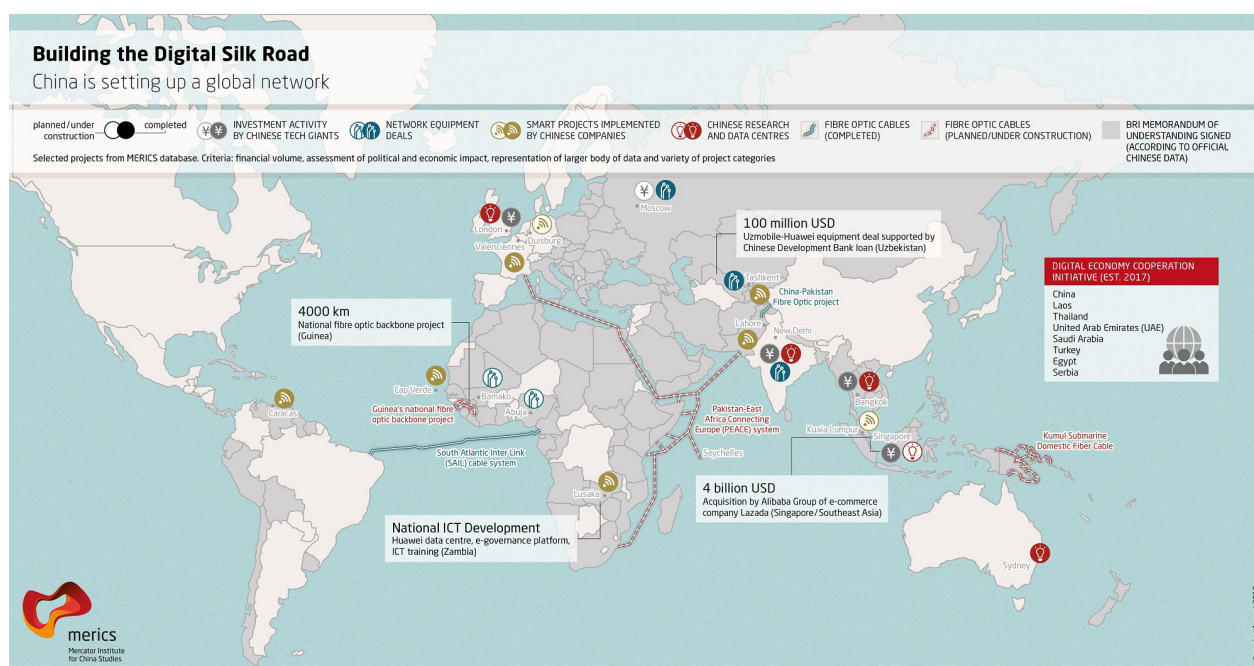 Building the Digital Silk Road
China is setting up a global network
planned/under
construction
completed
INVESTMENT ACTIVITY
BY CHINESE TECH GIANTS
NETWORK EQUIPMENT
DEALS
SMART PROJECTS IMPLEMENTED
BY CHINESE COMPANIES
CHINESE RESEARCH
AND DATA CENTRES
FIBRE OPTIC CABLES
(COMPLETED)
FIBRE OPTIC CABLES
(PLANNED/UNDER CONSTRUCTION)
BRI MEMORANDUM OF
UNDERSTANDING SIGNED
(ACCORDING TO OFFICIAL
CHINESE DATA)
Selected projects from MERICS database. Criteria: financial volume, assessment of political and economic impact, representation of larger body of data and variety of project categories
Moscow
London
Duisburg
Valenciennes
100 million USD
Uzmobile-Huawei equipment deal supported by
Chinese Development Bank loan (Uzbekistan)
Tashkent
China-Pakistan
Fibre Optic project
DIGITAL ECONOMY COOPERATION
INITIATIVE (EST. 2017)
China
Laos
Thailand
United Arab Emirates (UAE)
Saudi Arabia
Turkey
Egypt
Serbia
4000 km
National fibre optic backbone project
(Guinea)
Lahore
New Delhi
Cap Verde
Bamako
Abuja
Caracas
Guinea's national fibre
optic backbone project
Pakistan-East
Africa Connecting
Europe (PEACE) system
Bangkok
Kuala Lumpur
Singapore
Kumul Submarine
Domestic Fiber Cable
South Atlantic Inter Link
(SAIL) cable system
Seychelles
Lusaka
4 billion USD
Acquisition by Alibaba Group of e-commerce
company Lazada (Singapore/Southeast Asia)
National ICT Development
Huawei data centre, e-governance platform,
ICT training (Zambia)
Sydney
merics
Mercator Institute
for China Studies